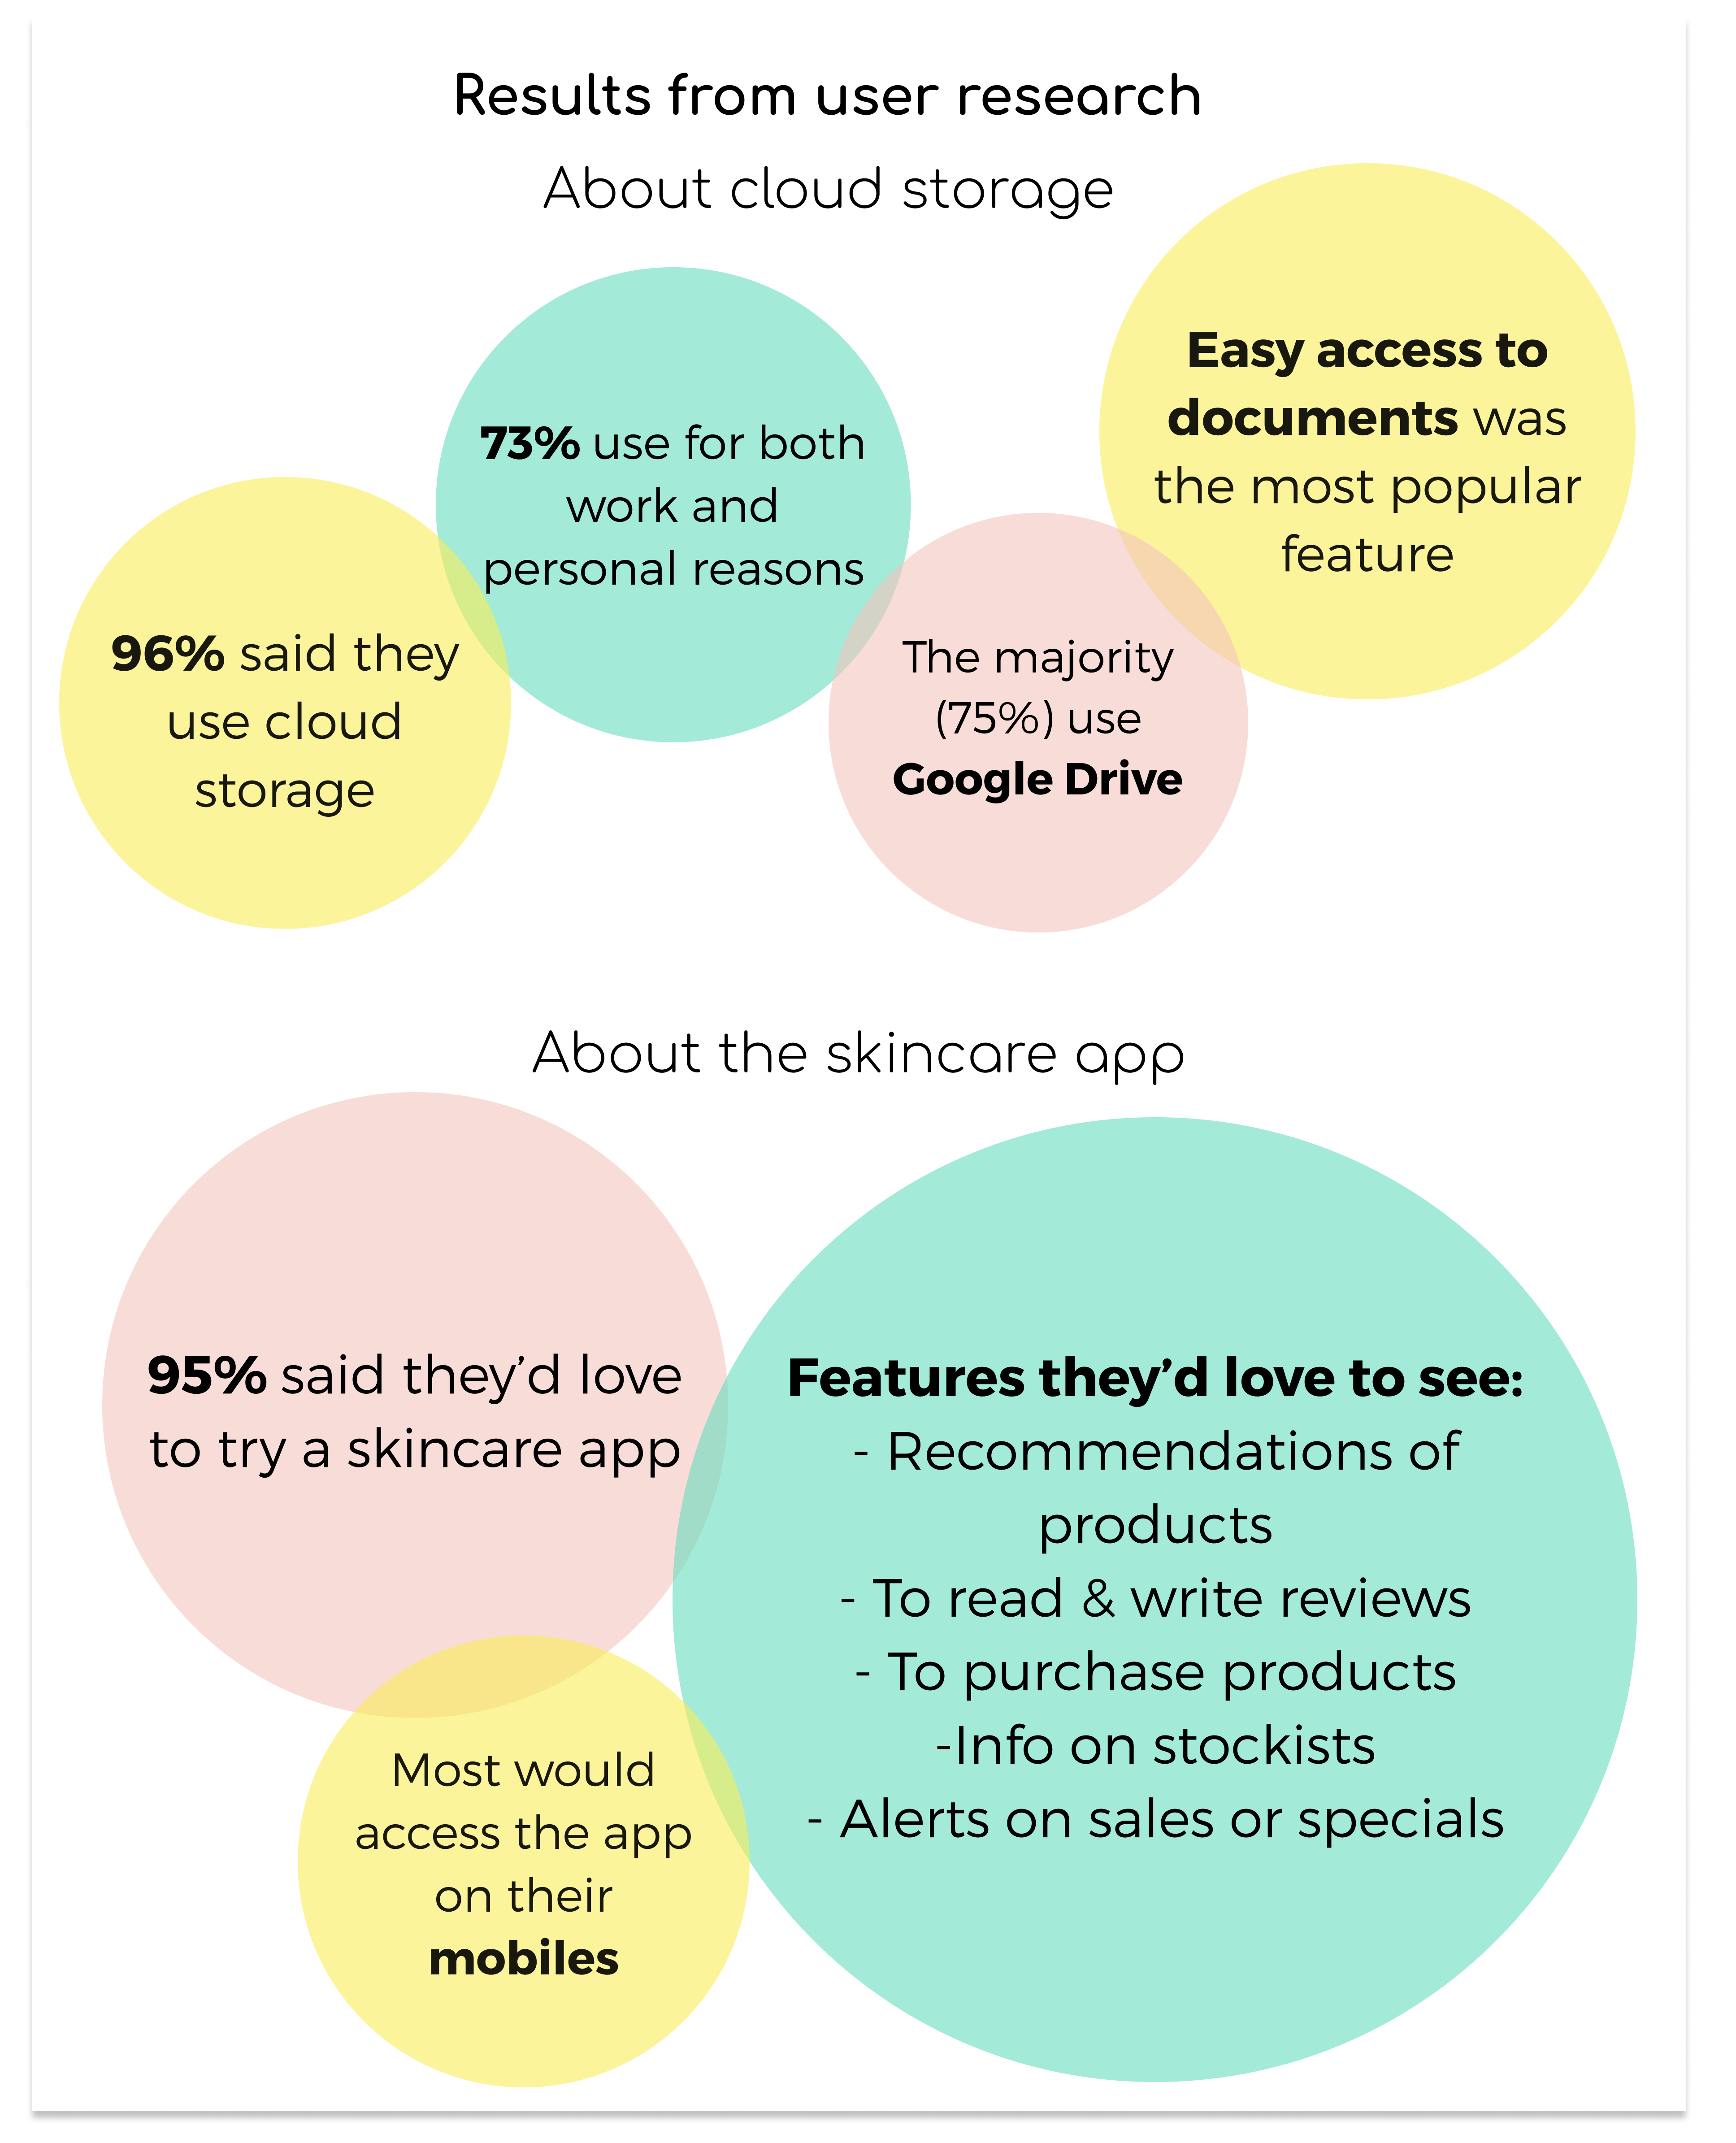 Results from user research
About cloud storage
96% said they
use cloud
storage
73% use for both
work and
personal reasons
The majority
(75%) use
Google Drive
Easy access to
documents was
the most popular
feature
About the skincare app
95% said they’d love
to try a skincare app
Most would
access the app
on their
mobiles
Features they’d love to see:
- Recommendations of
products
- To read & write reviews
- To purchase products
-Info on stockists
- Alerts on sales or specials